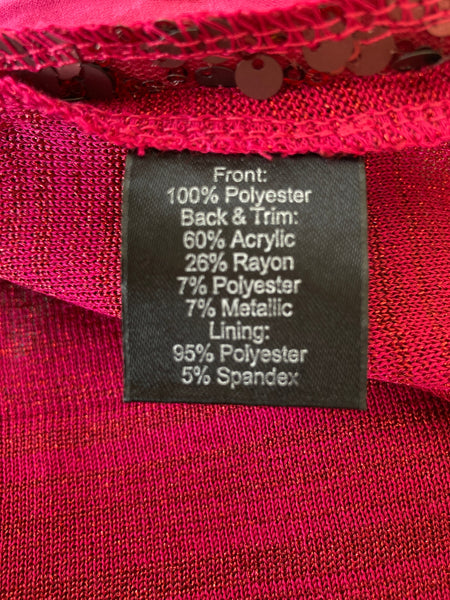 Front:
100% Polyester
Back & Trim:
60% Acrylic
26% Rayon
7% Polyester
7% Metallic
Lining:
95% Polyester
5% Spandex